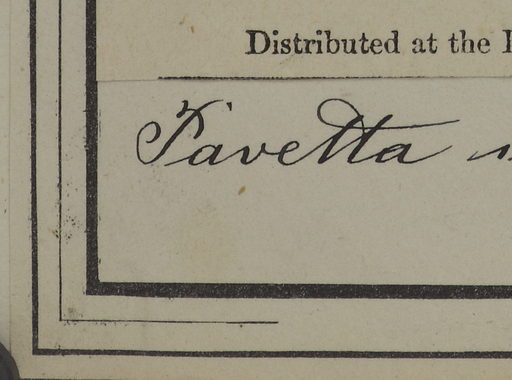 Distributed at the
Pavetta